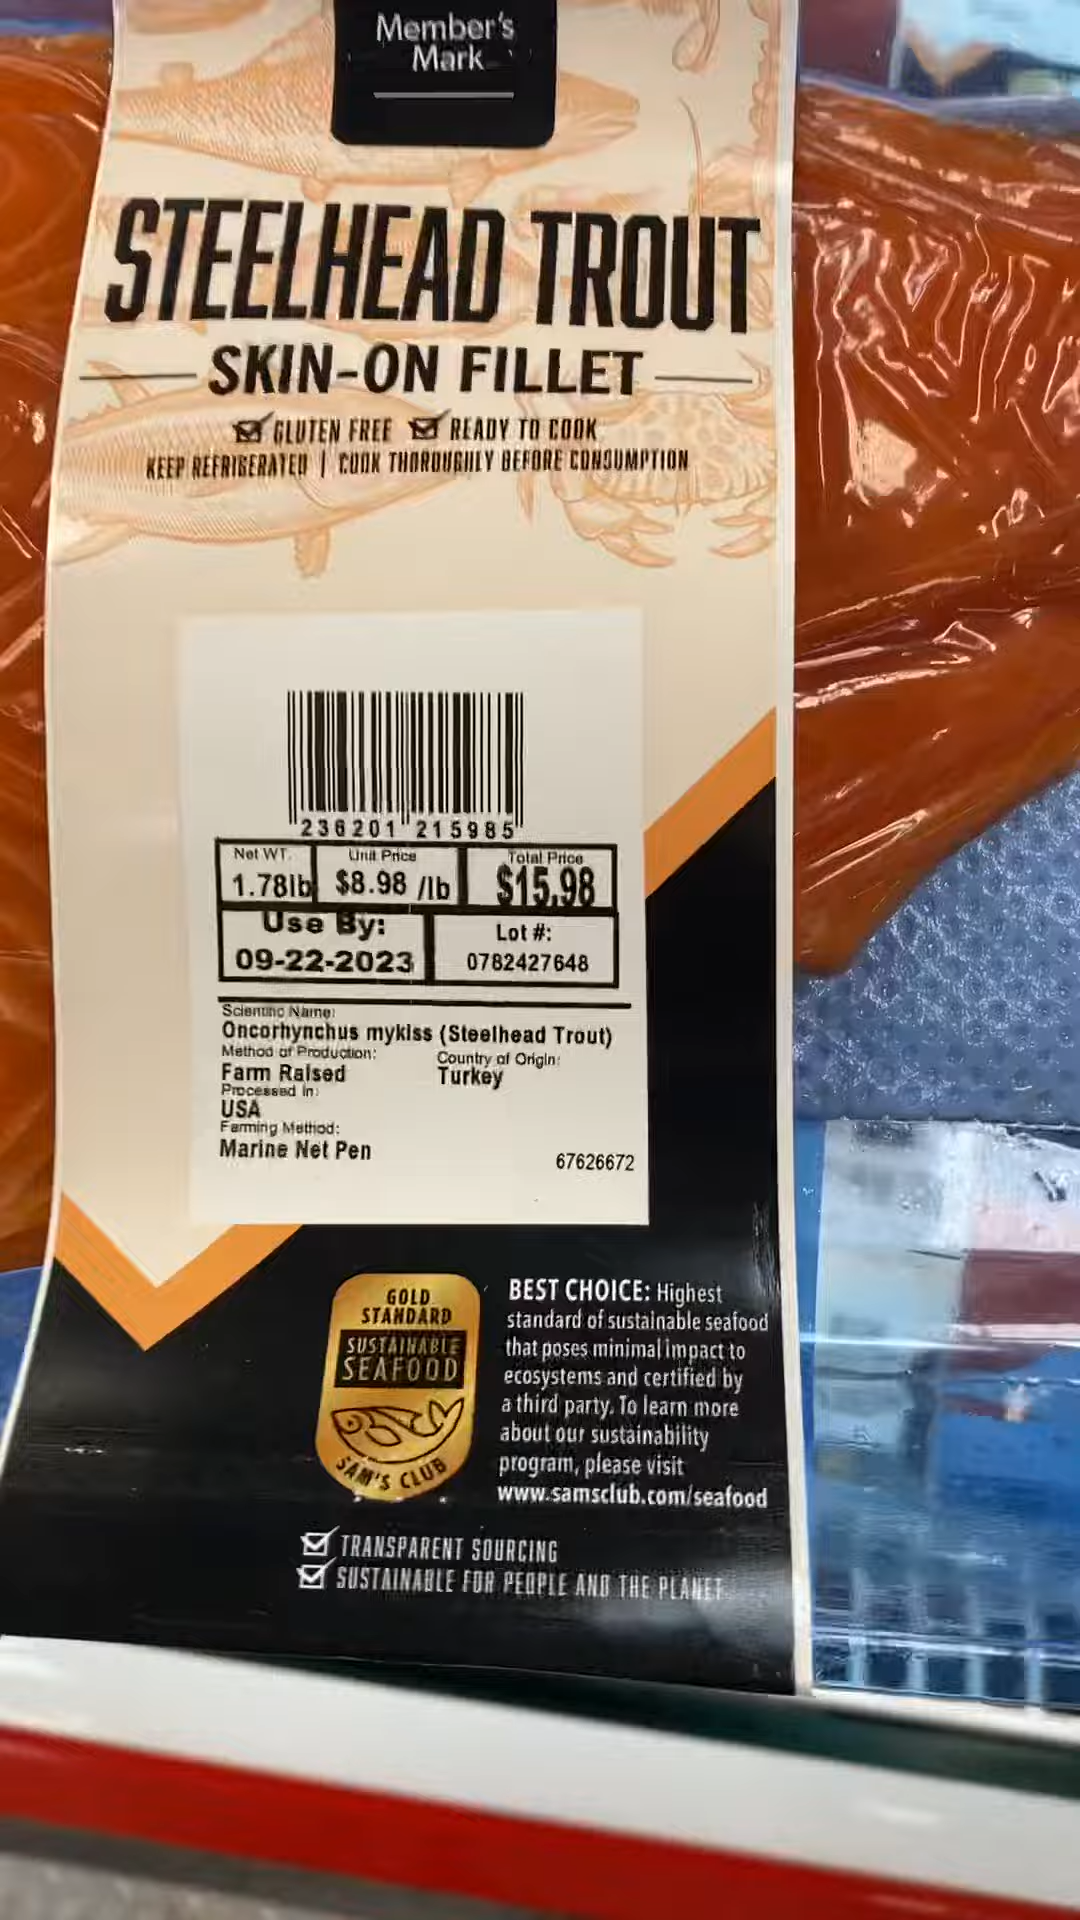 Member's
Mark
STEELHEAD TROUT
SKIN-ON FILLET
GLUTEN FREE READY TO COOK
KEEP REFRIGERATED | COOK THOROUGHLY BEFORE CONSUMPTION
236201 215985
Net WT. Unit Price Total Price
1.78lb $8.98 /lb $15.98
Use By: Lot #:
09-22-2023 0782427648
Scientific Name:
Oncorhynchus mykiss (Steelhead Trout)
Method of Production: Country of Origin:
Farm Raised Turkey
Processed In:
USA
Farming Method:
Marine Net Pen
67626672
GOLD
STANDARD
SUSTAINABLE
SEAFOOD
SAM'S CLUB
BEST CHOICE: Highest
standard of sustainable seafood
that poses minimal impact to
ecosystems and certified by
a third party. To learn more
about our sustainability
program, please visit
www.samsclub.com/seafood
TRANSPARENT SOURCING
SUSTAINABLE FOR PEOPLE AND THE PLANET